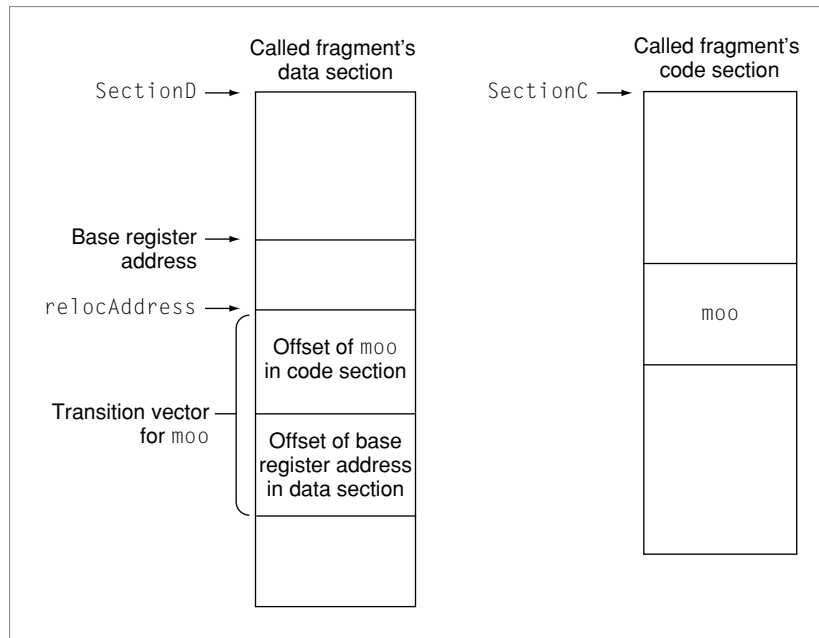 Called fragment's
data section
SectionD
Base register
address
relocAddress
Offset of moo
in code section
Transition vector
for moo
Offset of base
register address
in data section
Called fragment's
code section
SectionC
moo